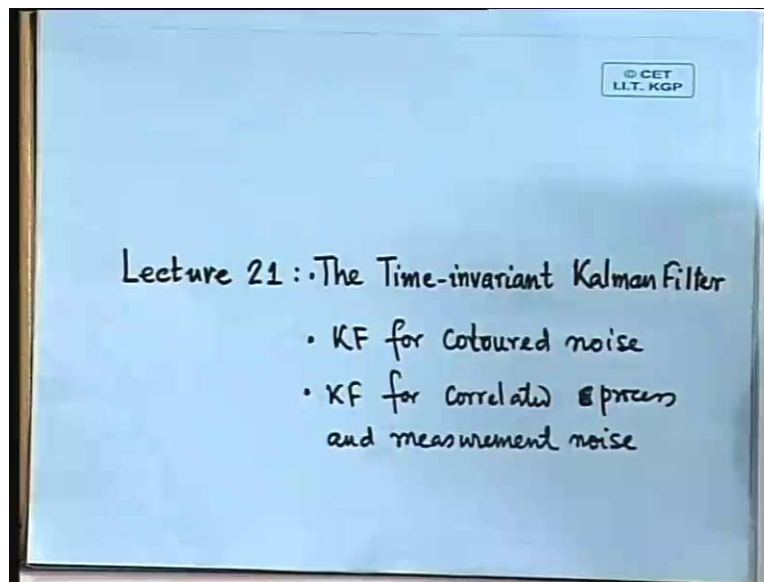 © CET
I.I.T. KGP
Lecture 21 : · The Time-invariant Kalman Filter
· KF for Coloured noise
· KF for Correlated process
and measurement noise